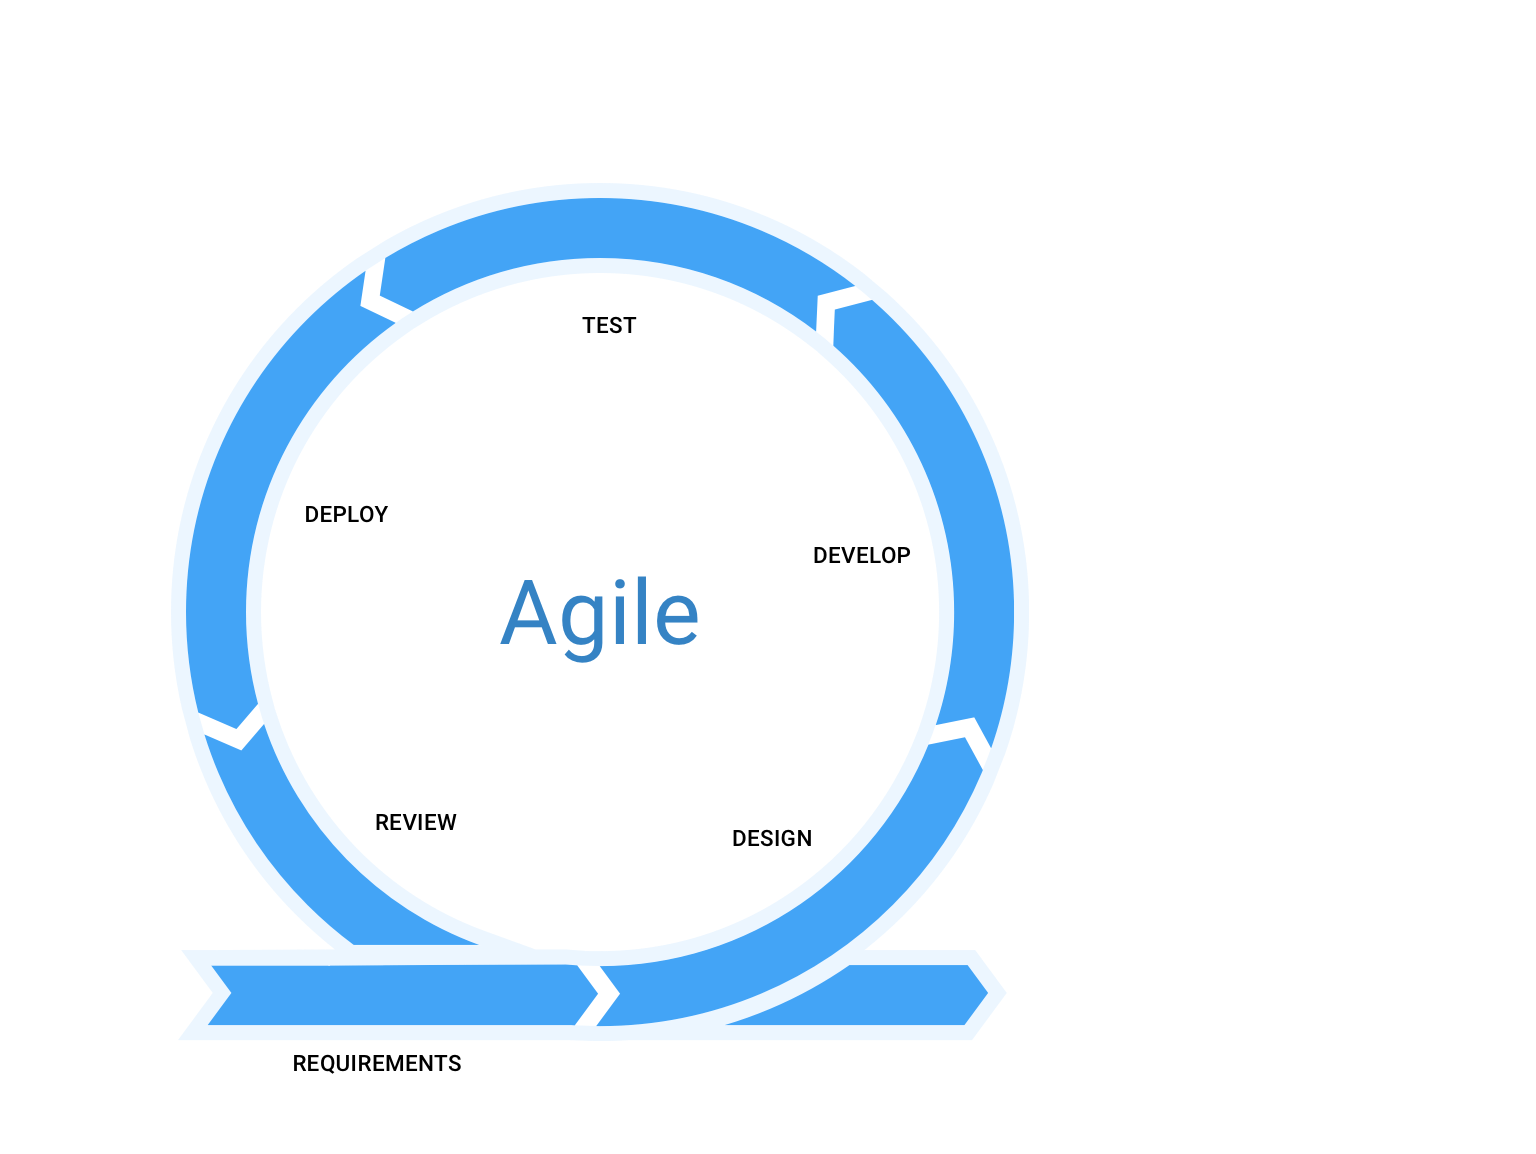 TEST
DEPLOY
DEVELOP
Agile
REVIEW
DESIGN
REQUIREMENTS